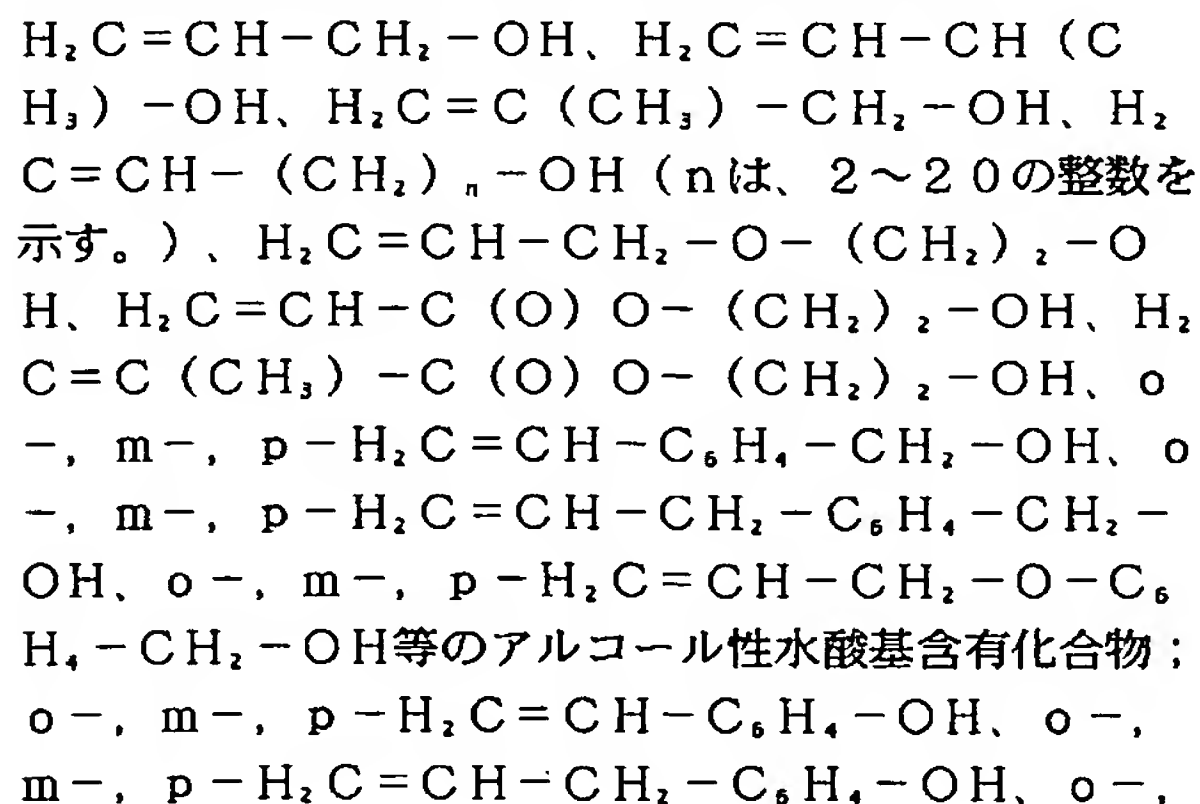 H₂C=CH-CH₂-OH、H₂C=CH-CH(C
H₃)-OH、H₂C=C(CH₃)-CH₂-OH、H₂
C=CH-(CH₂)ₙ-OH(nは、2～20の整数を
示す。)、H₂C=CH-CH₂-O-(CH₂)₂-O
H、H₂C=CH-C(O)O-(CH₂)₂-OH、H₂
C=C(CH₃)-C(O)O-(CH₂)₂-OH、o
-, m-, p-H₂C=CH-C₆H₄-CH₂-OH、o
-, m-, p-H₂C=CH-CH₂-C₆H₄-CH₂-
OH、o-, m-, p-H₂C=CH-CH₂-O-C₆
H₄-CH₂-OH等のアルコール性水酸基含有化合物;
o-, m-, p-H₂C=CH-C₆H₄-OH、o-,
m-, p-H₂C=CH-CH₂-C₆H₄-OH、o-,